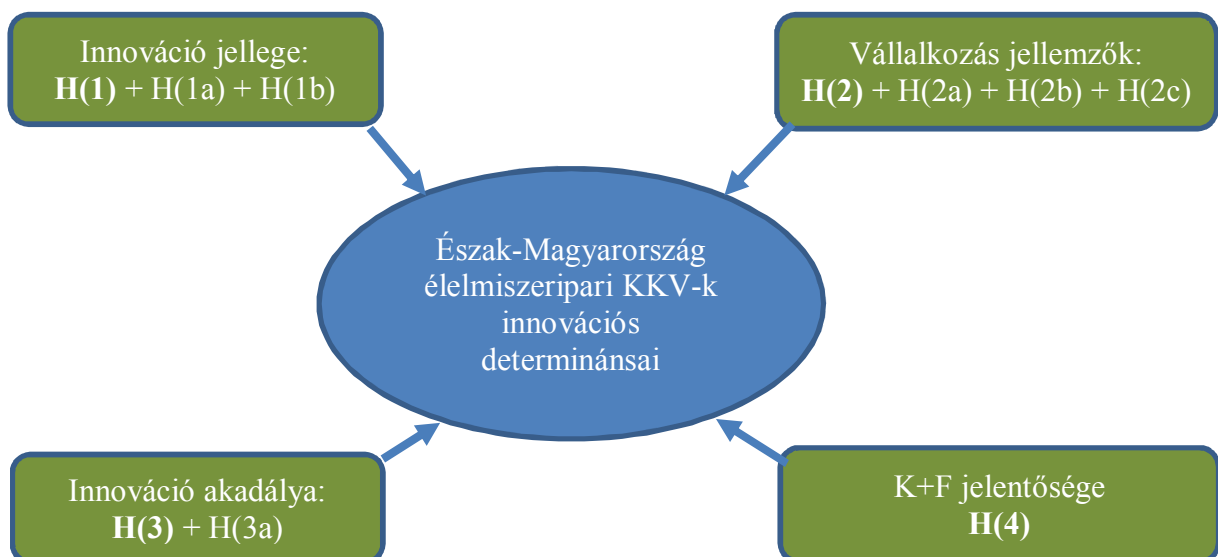 Innováció jellege:
H(1) + H(1a) + H(1b)
Vállalkozás jellemzők:
H(2) + H(2a) + H(2b) + H(2c)
Észak-Magyarország
élelmiszeripari KKV-k
innovációs
determinánsai
Innováció akadálya:
H(3) + H(3a)
K+F jelentősége
H(4)